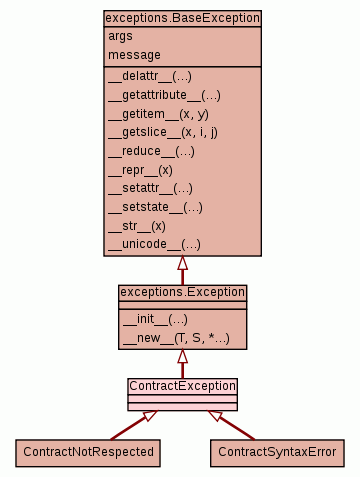 exceptions.BaseException
args
message
__delattr__(...)
__getattribute__(...)
__getitem__(x, y)
__getslice__(x, i, j)
__reduce__(...)
__repr__(x)
__setattr__(...)
__setstate__(...)
__str__(x)
__unicode__(...)
exceptions.Exception
__init__(...)
__new__(T, S, *...)
ContractException
ContractNotRespected
ContractSyntaxError